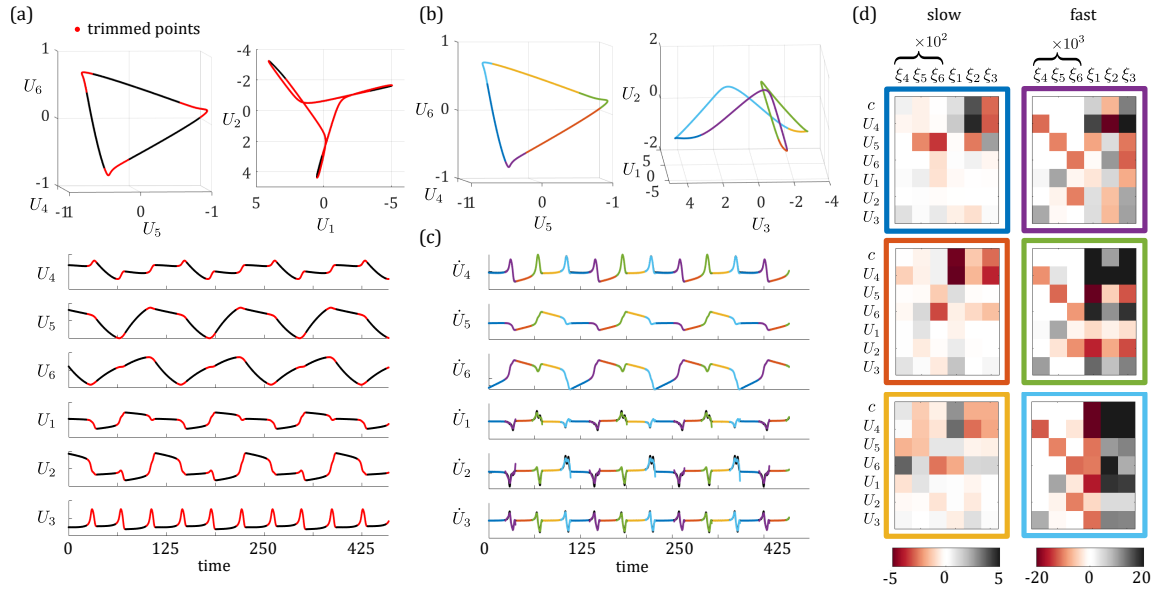 (a)
trimmed points
1
U6
0
-1
U4
-1 1
0
U5
-1
-4
-2
U2
0
2
4
4
0
U1
-5
(b)
1
U6
0
-1
U4
-1 1
0
U5
-1
2
U2
0
-2
U1
5
0
-5
4
2
0
-2
-4
U3
U4
U5
U6
U1
U2
U3
0
125
250
425
time
(c)
U̇4
U̇5
U̇6
U̇1
U̇2
U̇3
0
125
250
425
time
(d)
slow
fast
×10²
×10³
ξ4 ξ5 ξ6 ξ1 ξ2 ξ3
ξ4 ξ5 ξ6 ξ1 ξ2 ξ3
c
U4
U5
U6
U1
U2
U3
c
U4
U5
U6
U1
U2
U3
c
U4
U5
U6
U1
U2
U3
-5
0
5
-20
0
20